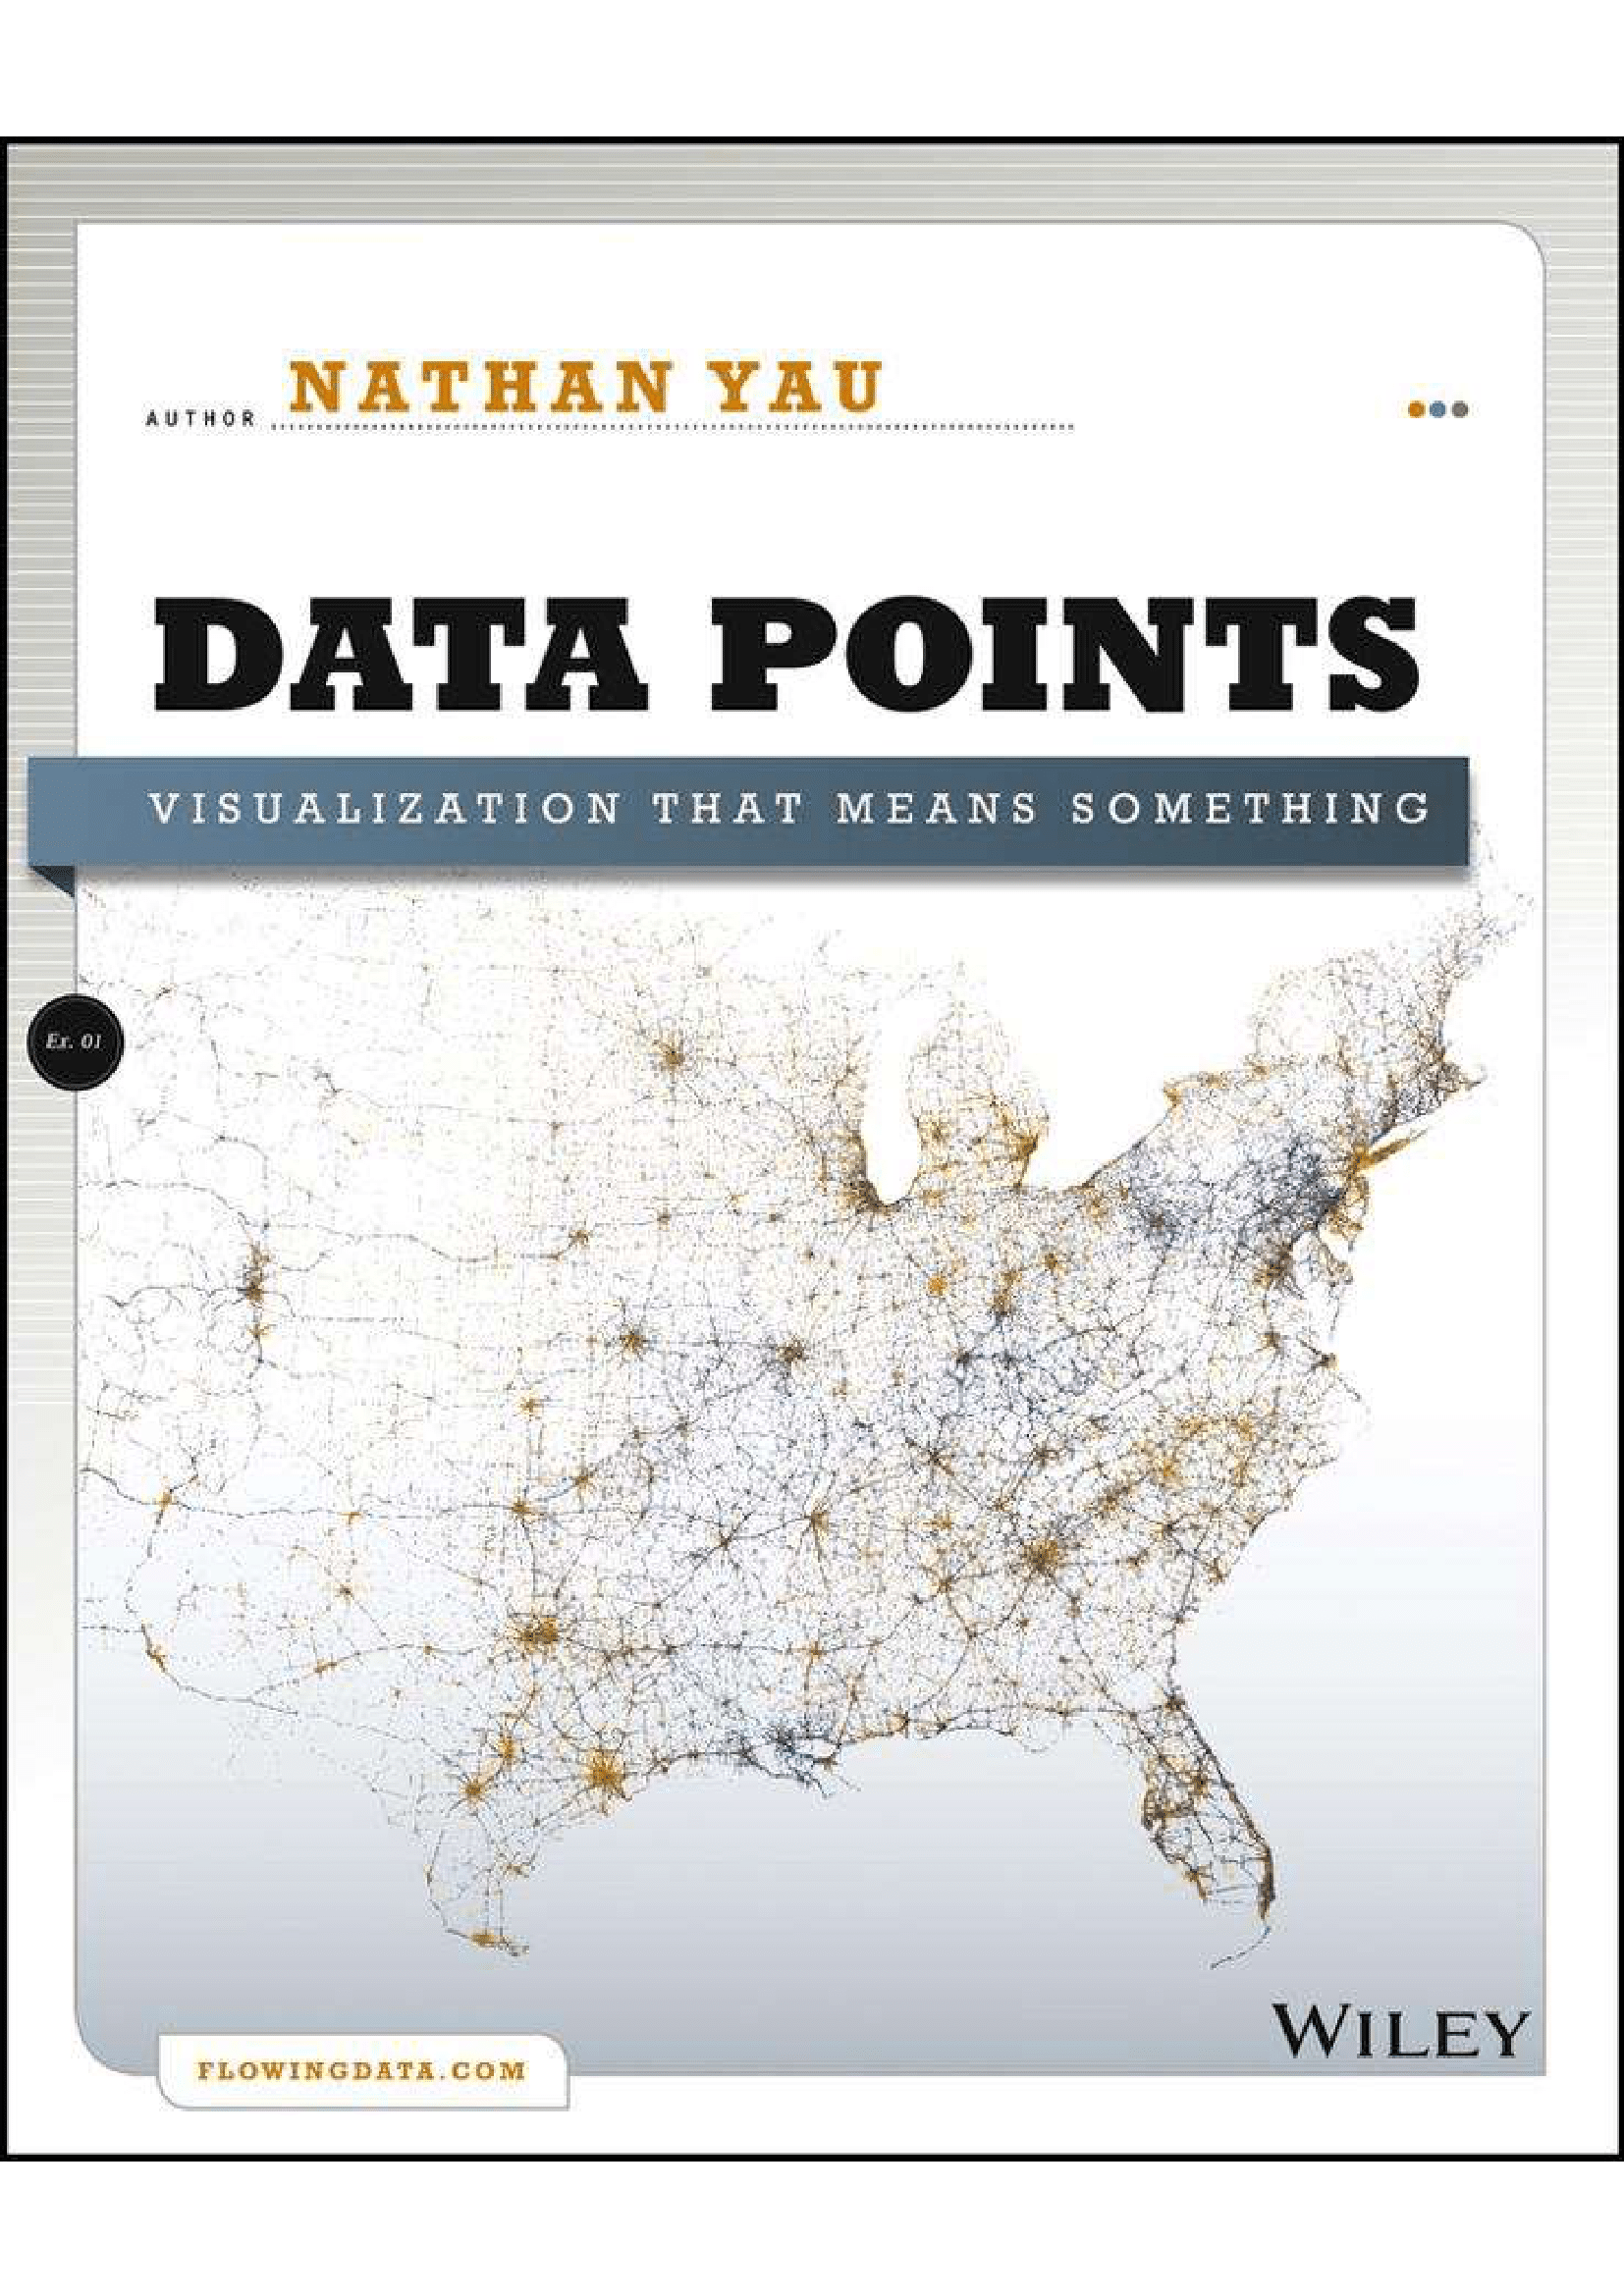 AUTHOR NATHAN YAU
DATA POINTS
VISUALIZATION THAT MEANS SOMETHING
Ex. 01
WILEY
FLOWINGDATA.COM